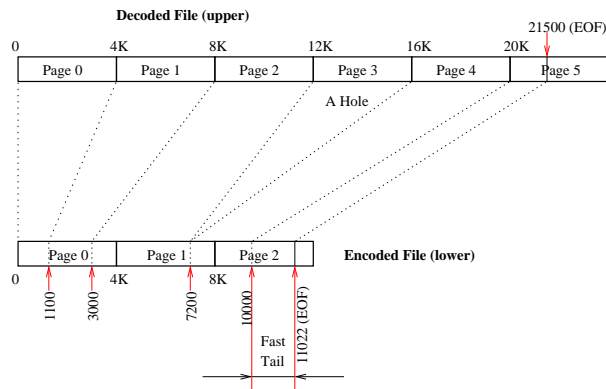 Decoded File (upper)
21500 (EOF)
0 4K 8K 12K 16K 20K
Page 0 Page 1 Page 2 Page 3 Page 4 Page 5
A Hole
Page 0 Page 1 Page 2
Encoded File (lower)
0 4K 8K
1100
3000
7200
10000
11022 (EOF)
Fast
Tail